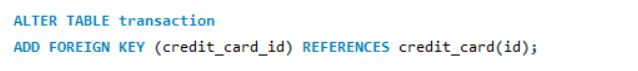 ALTER TABLE transaction
ADD FOREIGN KEY (credit_card_id) REFERENCES credit_card(id);